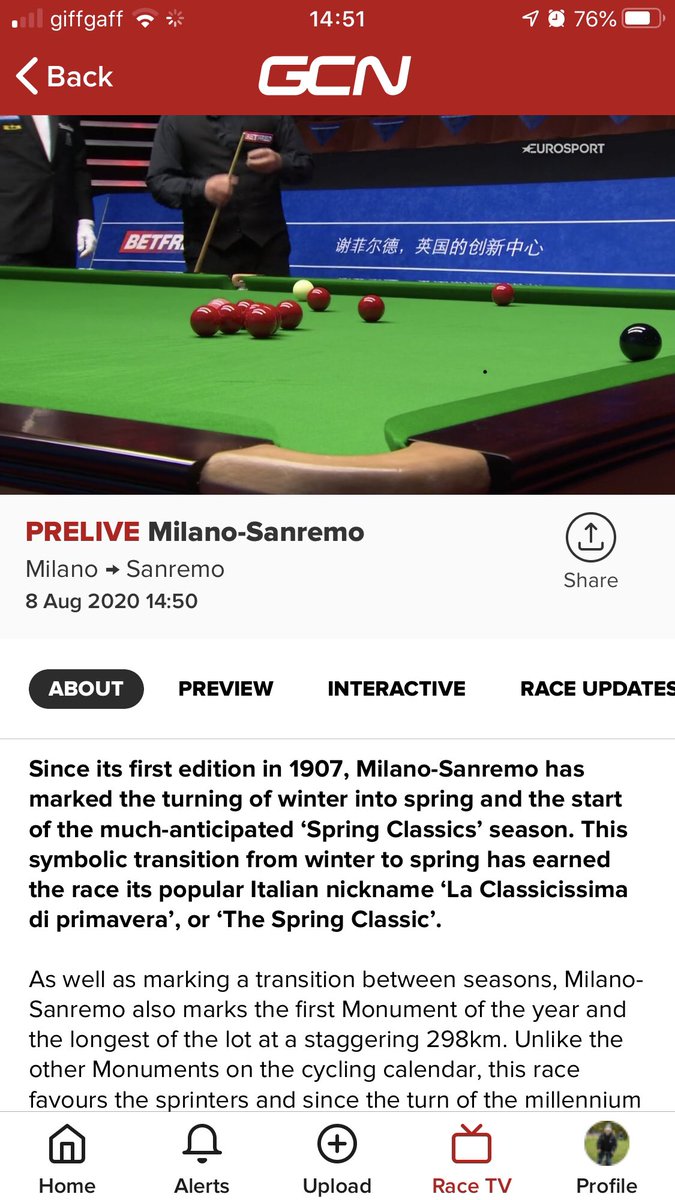 giffgaff 14:51 76%
Back GCN
EUROSPORT
BETFR
谢菲尔德，英国的创新中心
PRELIVE Milano-Sanremo
Milano → Sanremo
8 Aug 2020 14:50
Share
ABOUT PREVIEW INTERACTIVE RACE UPDATES
Since its first edition in 1907, Milano-Sanremo has
marked the turning of winter into spring and the start
of the much-anticipated ‘Spring Classics’ season. This
symbolic transition from winter to spring has earned
the race its popular Italian nickname ‘La Classicissima
di primavera’, or ‘The Spring Classic’.
As well as marking a transition between seasons, Milano-
Sanremo also marks the first Monument of the year and
the longest of the lot at a staggering 298km. Unlike the
other Monuments on the cycling calendar, this race
favours the sprinters and since the turn of the millennium
Home Alerts Upload Race TV Profile